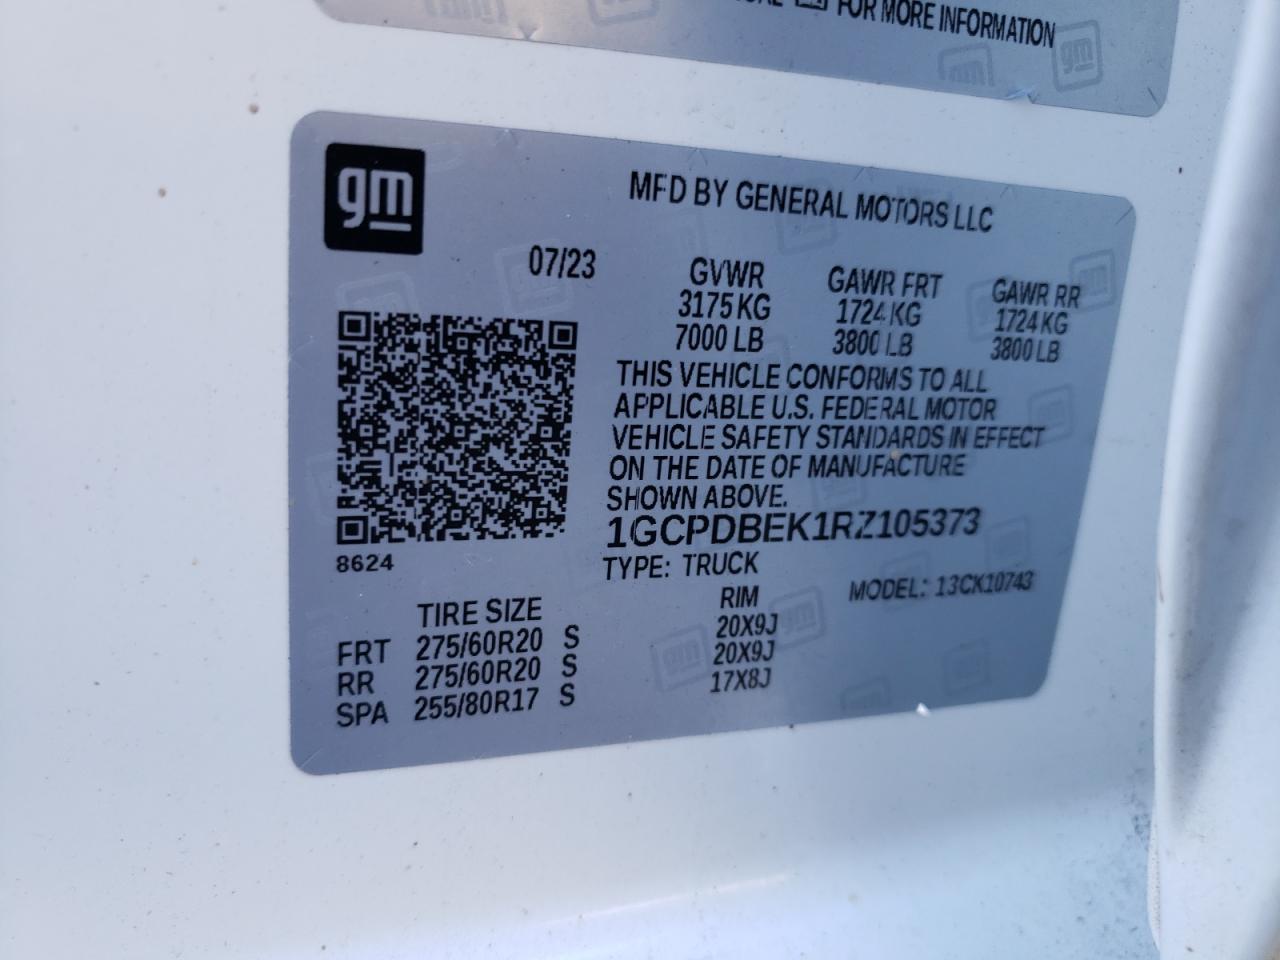 FOR MORE INFORMATION
gm
MFD BY GENERAL MOTORS LLC
07/23
GVWR GAWR FRT GAWR RR
3175 KG 1724 KG 1724 KG
7000 LB 3800 LB 3800 LB
THIS VEHICLE CONFORMS TO ALL
APPLICABLE U.S. FEDERAL MOTOR
VEHICLE SAFETY STANDARDS IN EFFECT
ON THE DATE OF MANUFACTURE
SHOWN ABOVE.
1GCPDBEK1RZ105373
8624
TYPE: TRUCK MODEL: 13CK10743
TIRE SIZE RIM
FRT 275/60R20 S 20X9J
RR 275/60R20 S 20X9J
SPA 255/80R17 S 17X8J